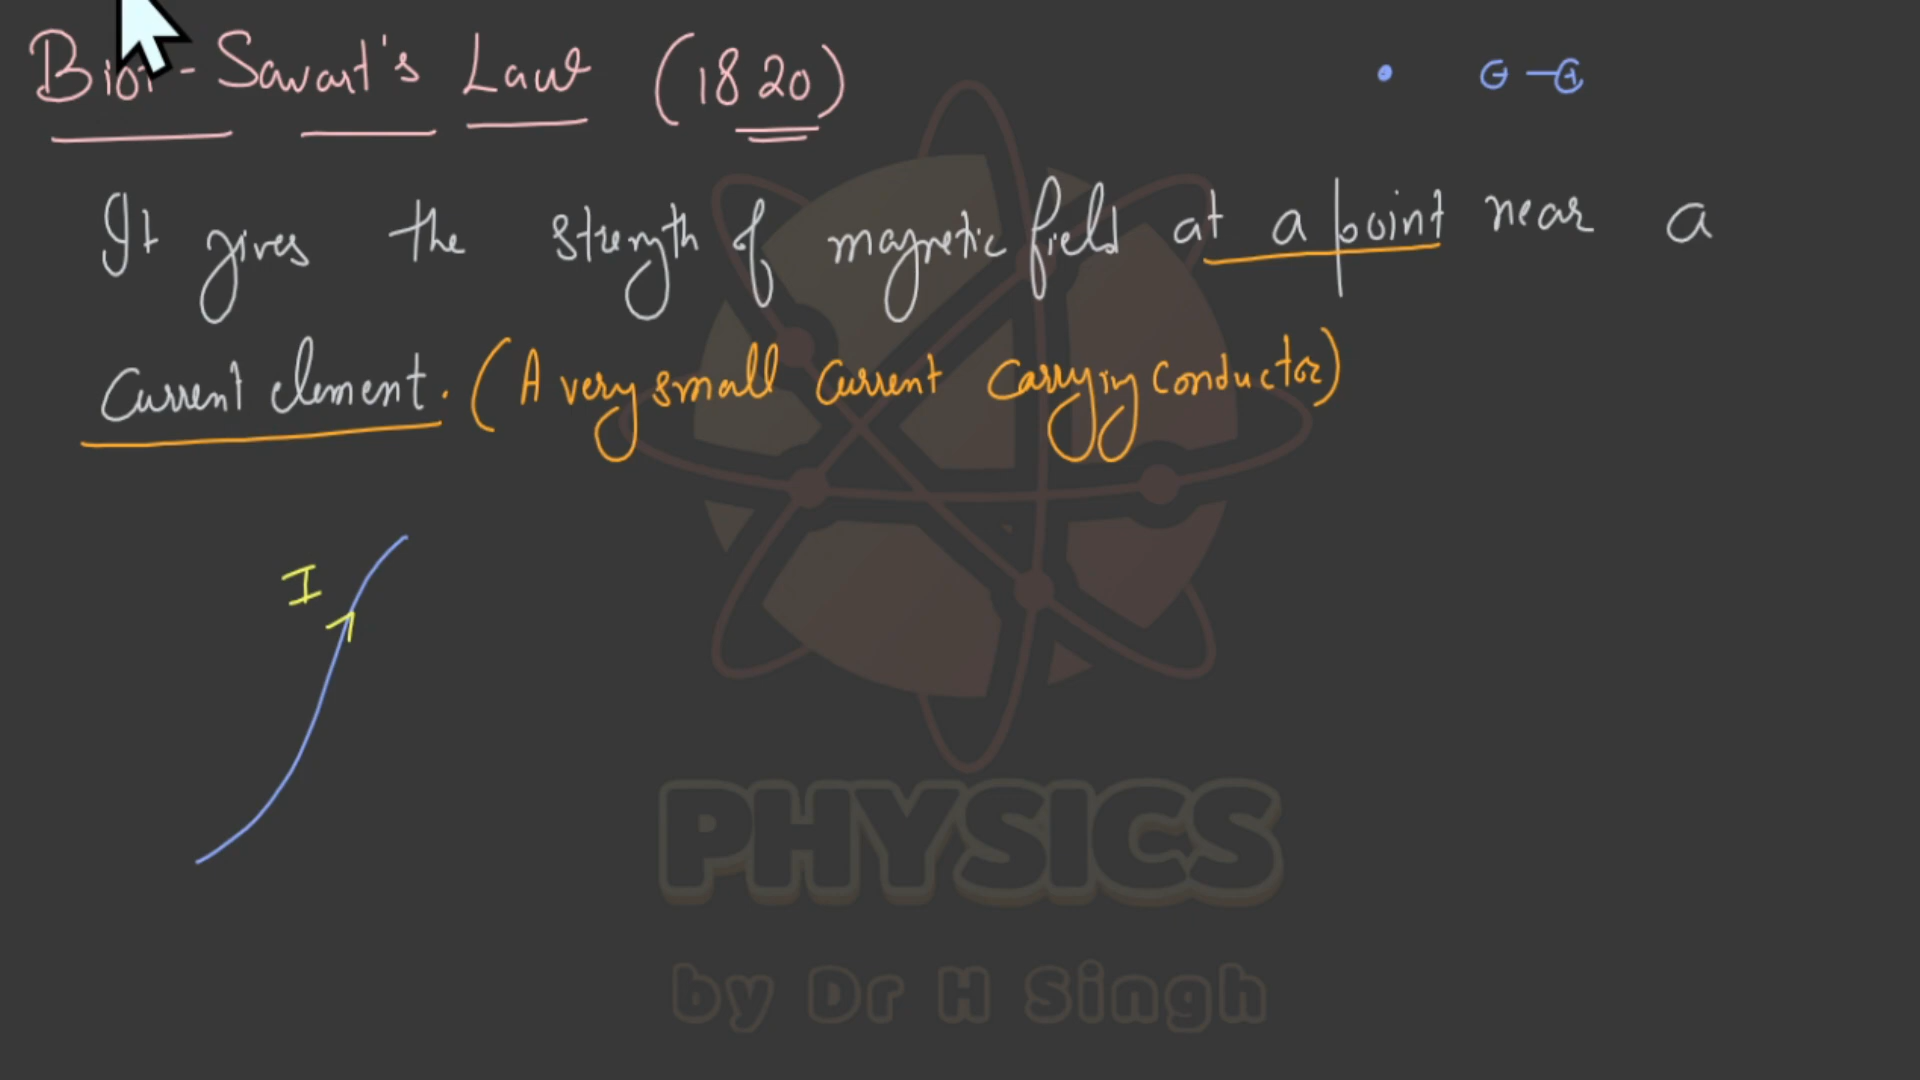 Biot-Savart's Law (1820)
It gives the strength of magnetic field at a point near a
Current element. (A very small Current Carrying Conductor)
I
PHYSICS
by Dr H Singh